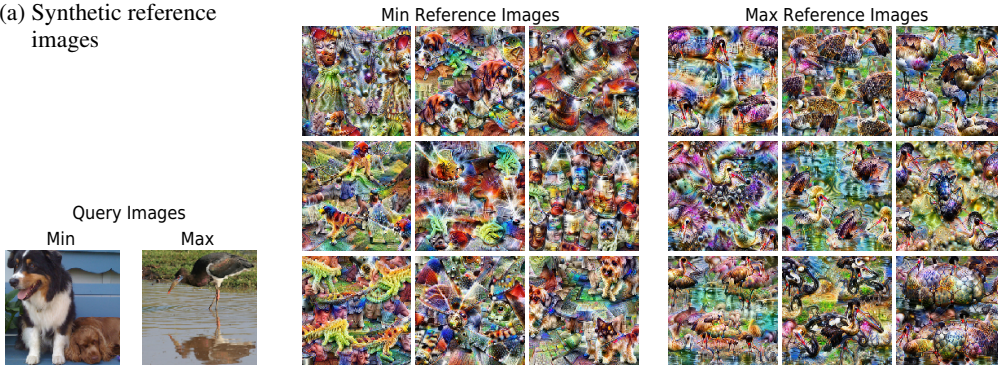 (a) Synthetic reference
images
Min Reference Images
Max Reference Images
Query Images
Min
Max